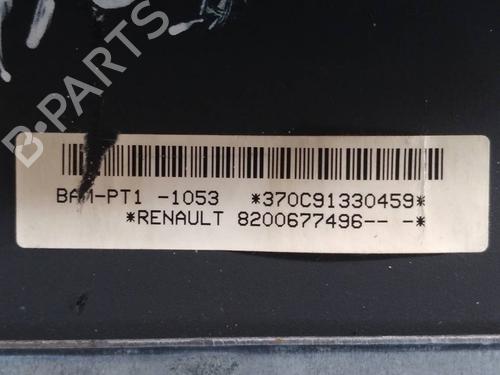 BAM-PT1 -1053 *370C91330459*
*RENAULT 8200677496-- -*
B-PARTS